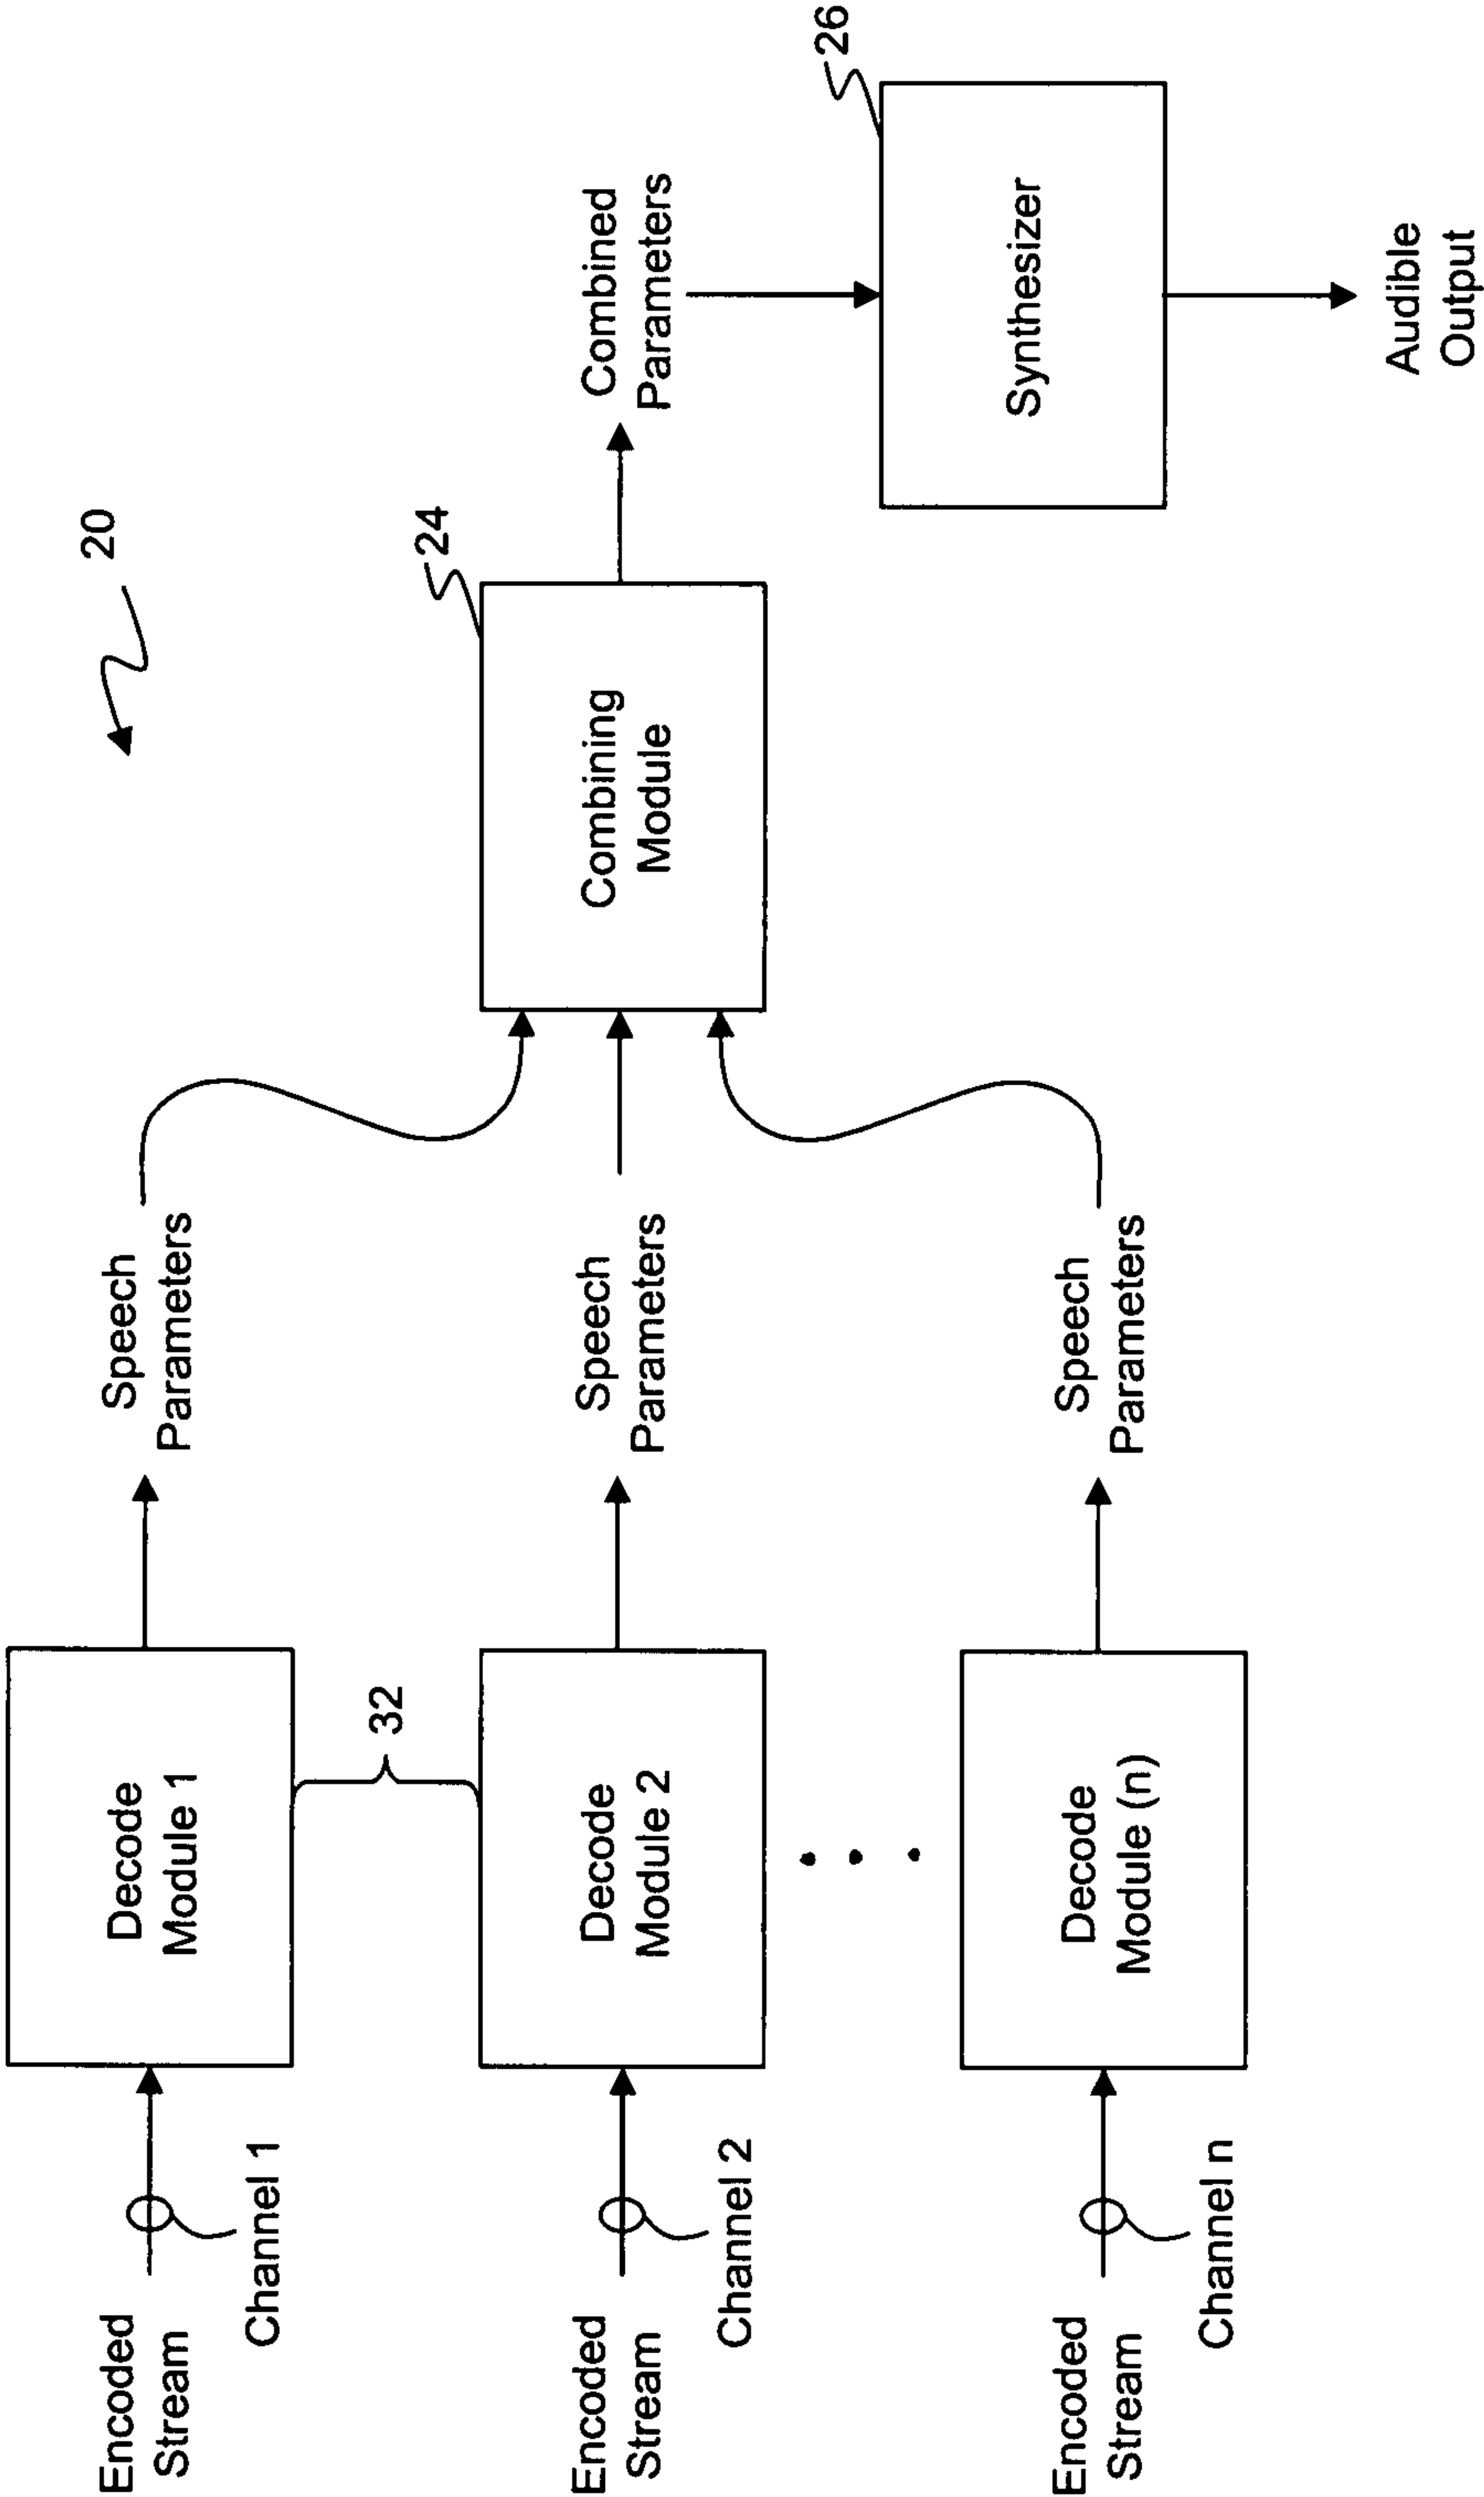 20
Encoded
Stream
Channel 1
Decode
Module 1
Speech
Parameters
32
Encoded
Stream
Channel 2
Decode
Module 2
Speech
Parameters
24
Combining
Module
Combined
Parameters
26
Synthesizer
Audible
Output
Encoded
Stream
Channel n
Decode
Module (n)
Speech
Parameters